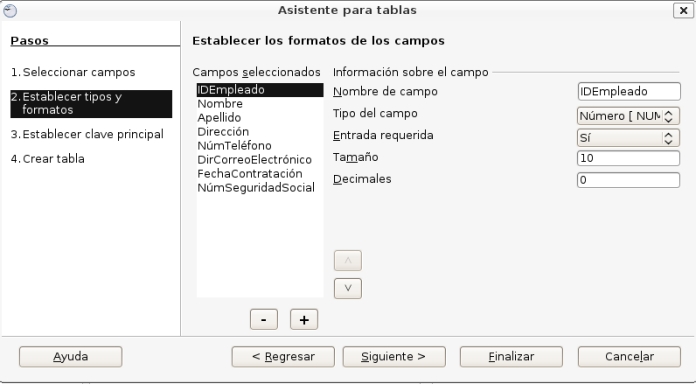 Asistente para tablas
Pasos
1. Seleccionar campos
2. Establecer tipos y
formatos
3. Establecer clave principal
4. Crear tabla
Establecer los formatos de los campos
Campos seleccionados
IDEmpleado
Nombre
Apellido
Dirección
NúmTeléfono
DirCorreoElectrónico
FechaContratación
NúmSeguridadSocial
- +
Información sobre el campo
Nombre de campo IDEmpleado
Tipo del campo Número [ NUM
Entrada requerida Sí
Tamaño 10
Decimales 0
Ayuda < Regresar Siguiente > Finalizar Cancelar